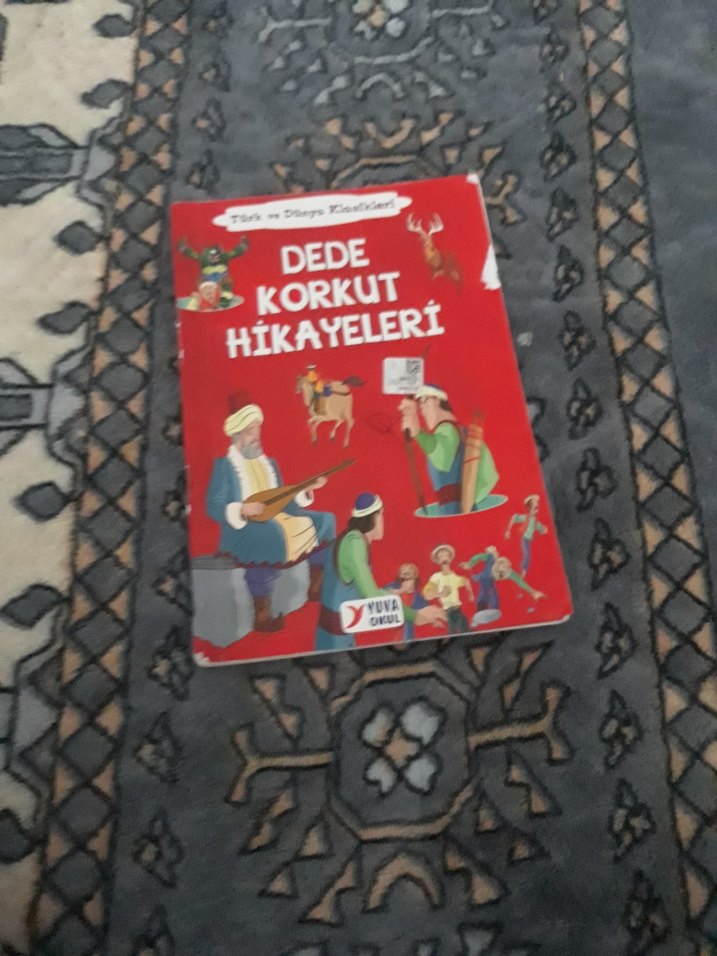 Türk ve Dünya Klasikleri
DEDE
KORKUT
HİKAYELERİ
YUVA
OKUL